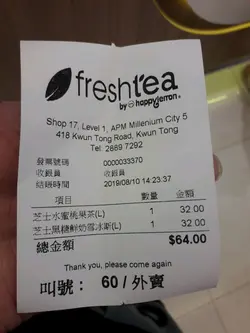 freshtea
by happylemon®
Shop 17, Level 1, APM Millenium City 5
418 Kwun Tong Road, Kwun Tong
Tel: 2889 7292
發票號碼 0000033370
收銀員 收銀員
結賬時間 2019/08/10 14:23:37
項目 數量 金額
芝士水蜜桃果茶(L) 1 32.00
芝士黑糖鮮奶雪冰斯(L) 1 32.00
總金額 $64.00
Thank you, please come again
叫號： 60 / 外賣